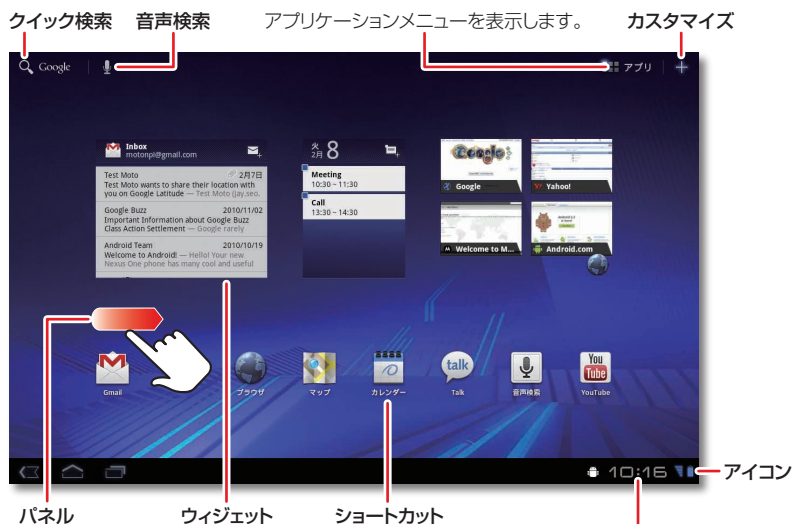 クイック検索 音声検索 アプリケーションメニューを表示します。 カスタマイズ
Google アプリ
Inbox
motonpi@gmail.com
Test Moto 2月7日
Test Moto wants to share their location with
you on Google Latitude — Test Moto (jay.seo.
Google Buzz 2010/11/02
Important Information about Google Buzz
Class Action Settlement — Google rarely
Android Team 2010/10/19
Welcome to Android! — Hello! Your new
Nexus One phone has many cool and useful
火
2月 8
Meeting
10:30 – 11:30
Call
13:30 – 14:30
Google
Yahoo!
Welcome to M...
Android.com
Gmail
ブラウザ
マップ
カレンダー
talk
Talk
音声検索
You
Tube
YouTube
10:16
アイコン
パネル ウィジェット ショートカット